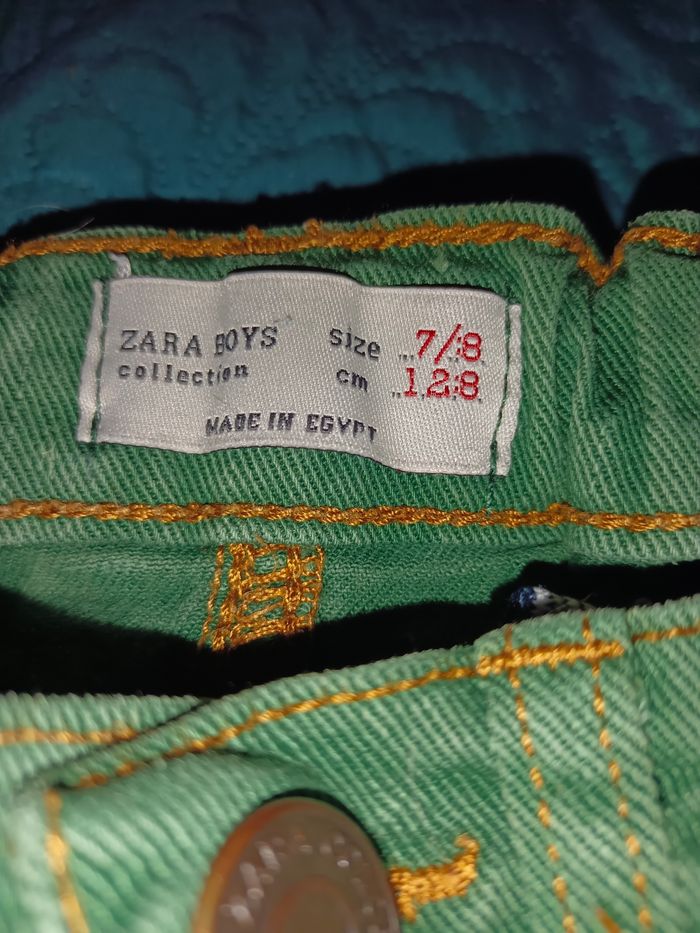 ZARA BOYS size 7/8
collection cm 128
MADE IN EGYPT